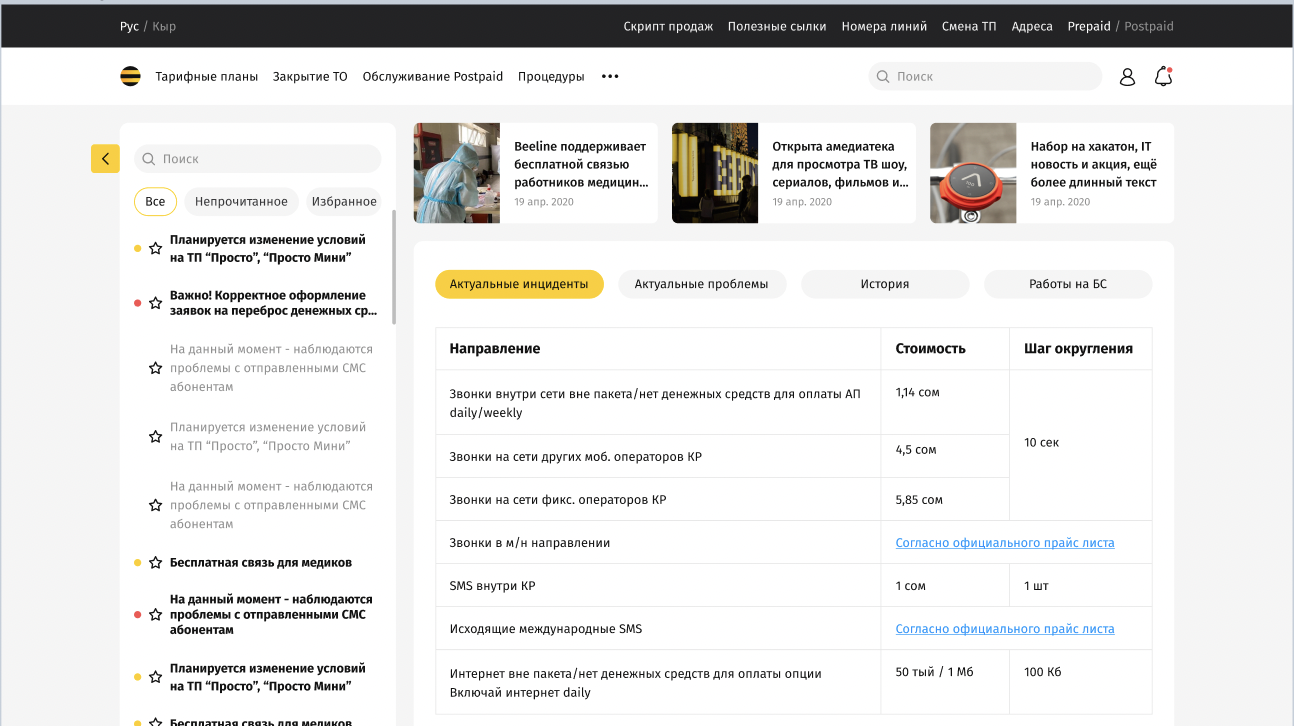 Рус / Кыр
Скрипт продаж Полезные сылки Номера линий Смена ТП Адреса Prepaid / Postpaid
Тарифные планы Закрытие ТО Обслуживание Postpaid Процедуры •••
Поиск
Поиск
Все Непрочитанное Избранное
Планируется изменение условий
на ТП “Просто”, “Просто Мини”
Важно! Корректное оформление
заявок на переброс денежных ср...
На данный момент - наблюдаются
проблемы с отправленными СМС
абонентам
Планируется изменение условий
на ТП “Просто”, “Просто Мини”
На данный момент - наблюдаются
проблемы с отправленными СМС
абонентам
Бесплатная связь для медиков
На данный момент - наблюдаются
проблемы с отправленными СМС
абонентам
Планируется изменение условий
на ТП “Просто”, “Просто Мини”
Бесплатная связь для медиков
Beeline поддерживает
бесплатной связью
работников медицин...
19 апр. 2020
Открыта амедиатека
для просмотра ТВ шоу,
сериалов, фильмов и...
19 апр. 2020
Набор на хакатон, IT
новость и акция, ещё
более длинный текст
19 апр. 2020
Актуальные инциденты Актуальные проблемы История Работы на БС
Направление Стоимость Шаг округления
Звонки внутри сети вне пакета/нет денежных средств для оплаты АП
daily/weekly
1,14 сом
10 сек
Звонки на сети других моб. операторов КР
4,5 сом
Звонки на сети фикс. операторов КР
5,85 сом
Звонки в м/н направлении
Согласно официального прайс листа
SMS внутри КР
1 сом
1 шт
Исходящие международные SMS
Согласно официального прайс листа
Интернет вне пакета/нет денежных средств для оплаты опции
Включай интернет daily
50 тый / 1 Мб
100 Кб